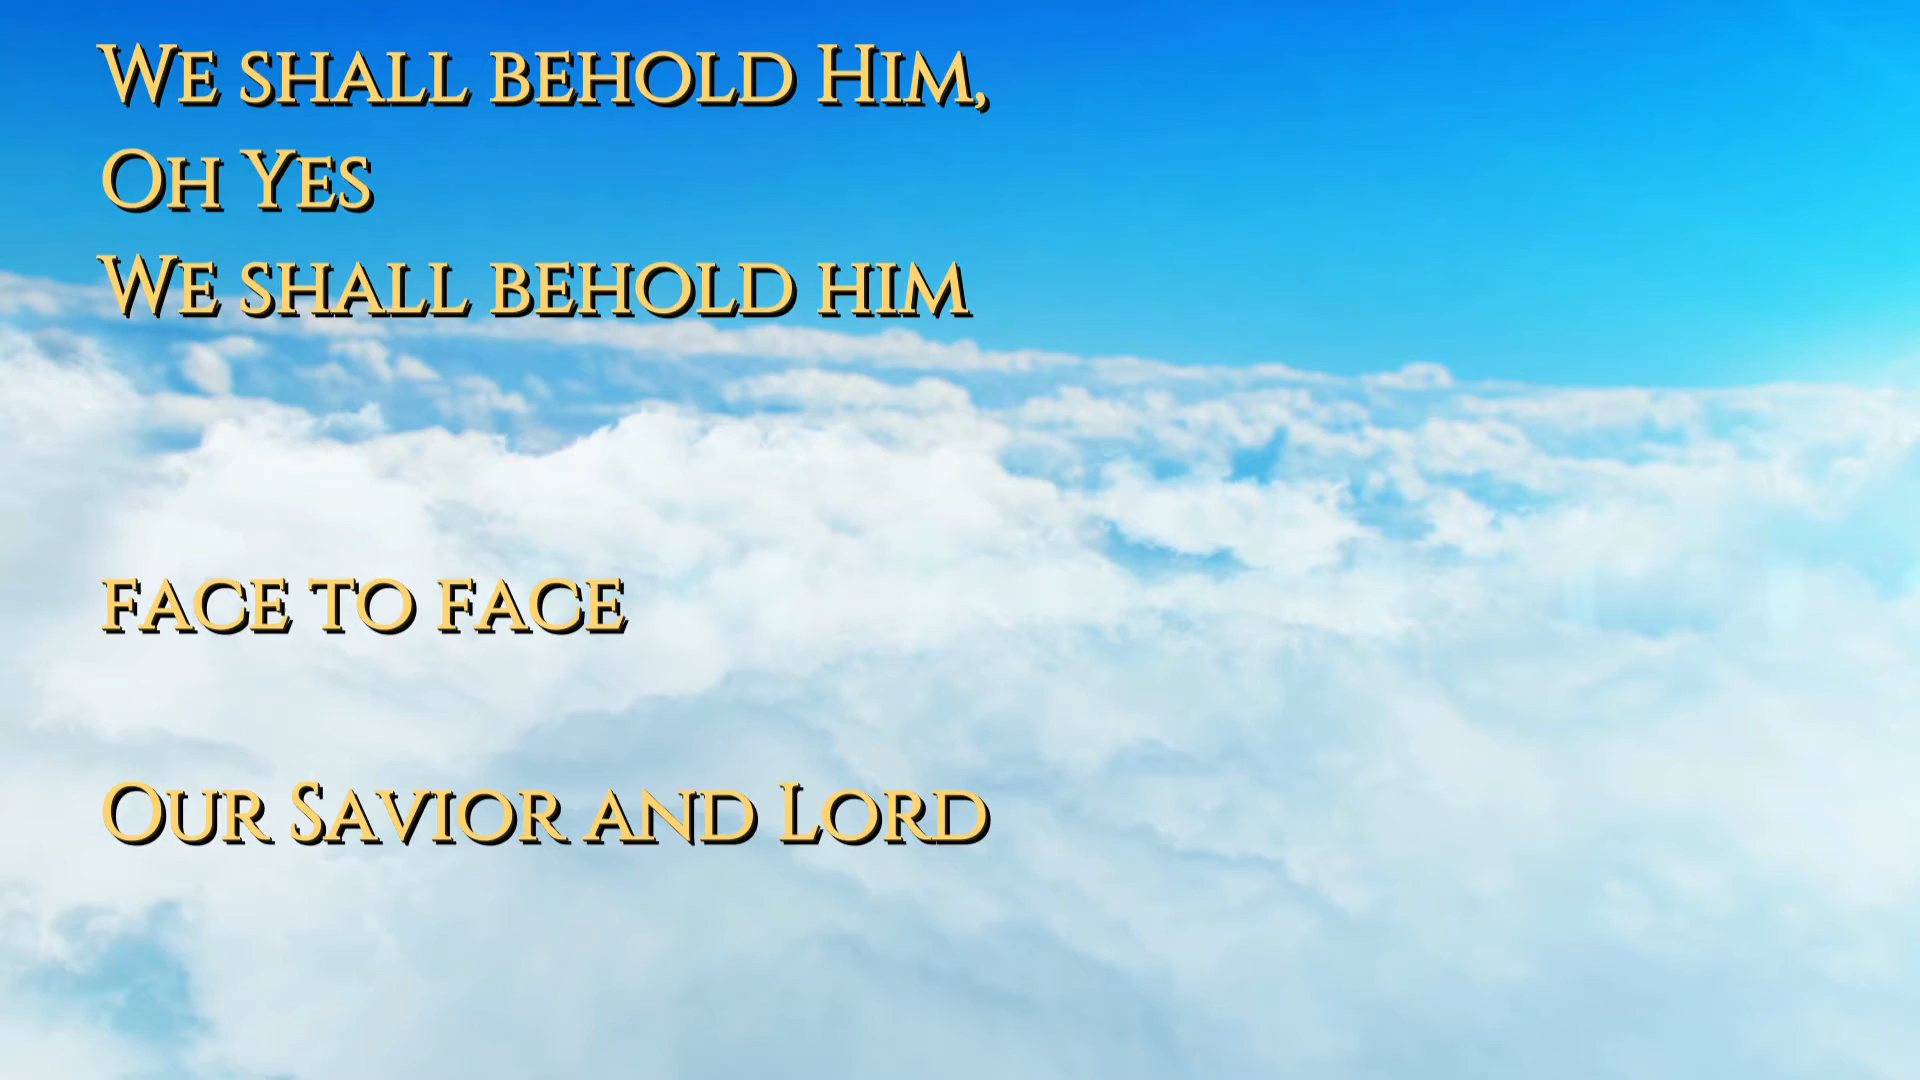 We shall behold Him,
Oh Yes
We shall behold him
face to face
Our Savior and Lord